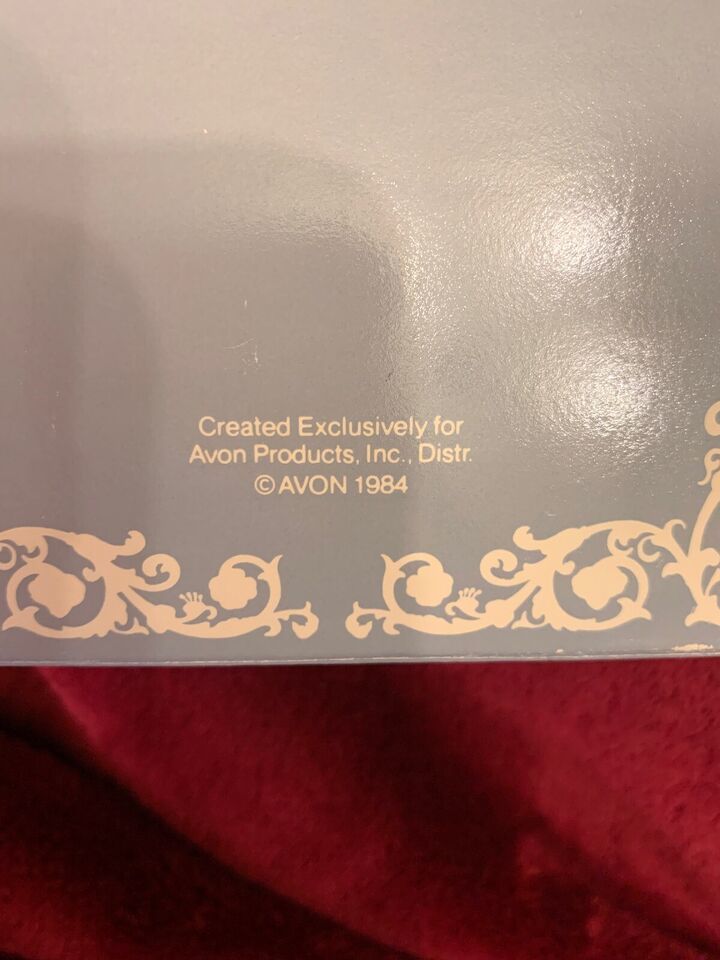 Created Exclusively for
Avon Products, Inc., Distr.
© AVON 1984